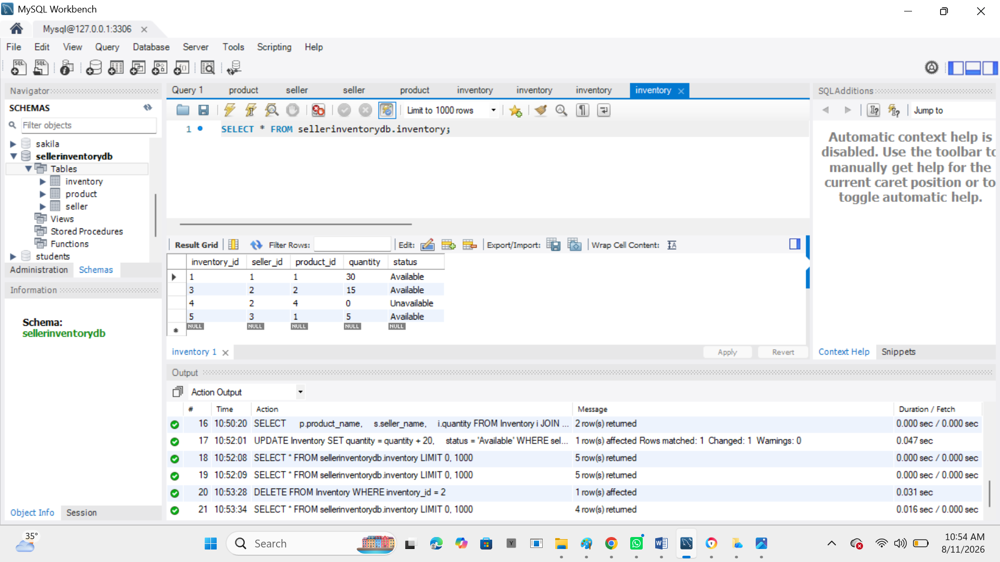 MySQL Workbench
Mysql@127.0.0.1:3306
File Edit View Query Database Server Tools Scripting Help
Navigator
SCHEMAS
Filter objects
sakila
sellerinventorydb
Tables
inventory
product
seller
Views
Stored Procedures
Functions
students
Administration Schemas
Information
Schema:
sellerinventorydb
Object Info Session
Query 1 product seller seller product inventory inventory inventory inventory
Limit to 1000 rows
1 SELECT * FROM sellerinventorydb.inventory;
Result Grid Filter Rows: Edit: Export/Import: Wrap Cell Content:
inventory_id seller_id product_id quantity status
1 1 1 30 Available
3 2 2 15 Available
4 2 4 0 Unavailable
5 3 1 5 Available
NULL NULL NULL NULL NULL
inventory 1 Apply Revert
SQLAdditions
Jump to
Automatic context help is
disabled. Use the toolbar to
manually get help for the
current caret position or to
toggle automatic help.
Context Help Snippets
Output
Action Output
# Time Action Message Duration / Fetch
16 10:50:20 SELECT p.product_name, s.seller_name, i.quantity FROM Inventory i JOIN ... 2 row(s) returned 0.000 sec / 0.000 sec
17 10:52:01 UPDATE Inventory SET quantity = quantity + 20, status = 'Available' WHERE sel... 1 row(s) affected Rows matched: 1 Changed: 1 Warnings: 0 0.047 sec
18 10:52:08 SELECT * FROM sellerinventorydb.inventory LIMIT 0, 1000 5 row(s) returned 0.000 sec / 0.000 sec
19 10:52:09 SELECT * FROM sellerinventorydb.inventory LIMIT 0, 1000 5 row(s) returned 0.000 sec / 0.000 sec
20 10:53:28 DELETE FROM Inventory WHERE inventory_id = 2 1 row(s) affected 0.031 sec
21 10:53:34 SELECT * FROM sellerinventorydb.inventory LIMIT 0, 1000 4 row(s) returned 0.016 sec / 0.000 sec
35°
Search
10:54 AM
8/11/2026